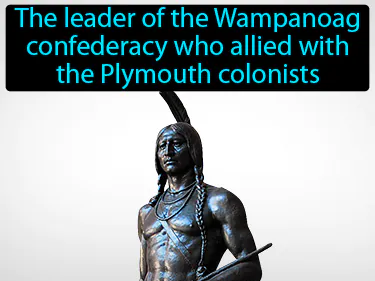 The leader of the Wampanoag
confederacy who allied with
the Plymouth colonists